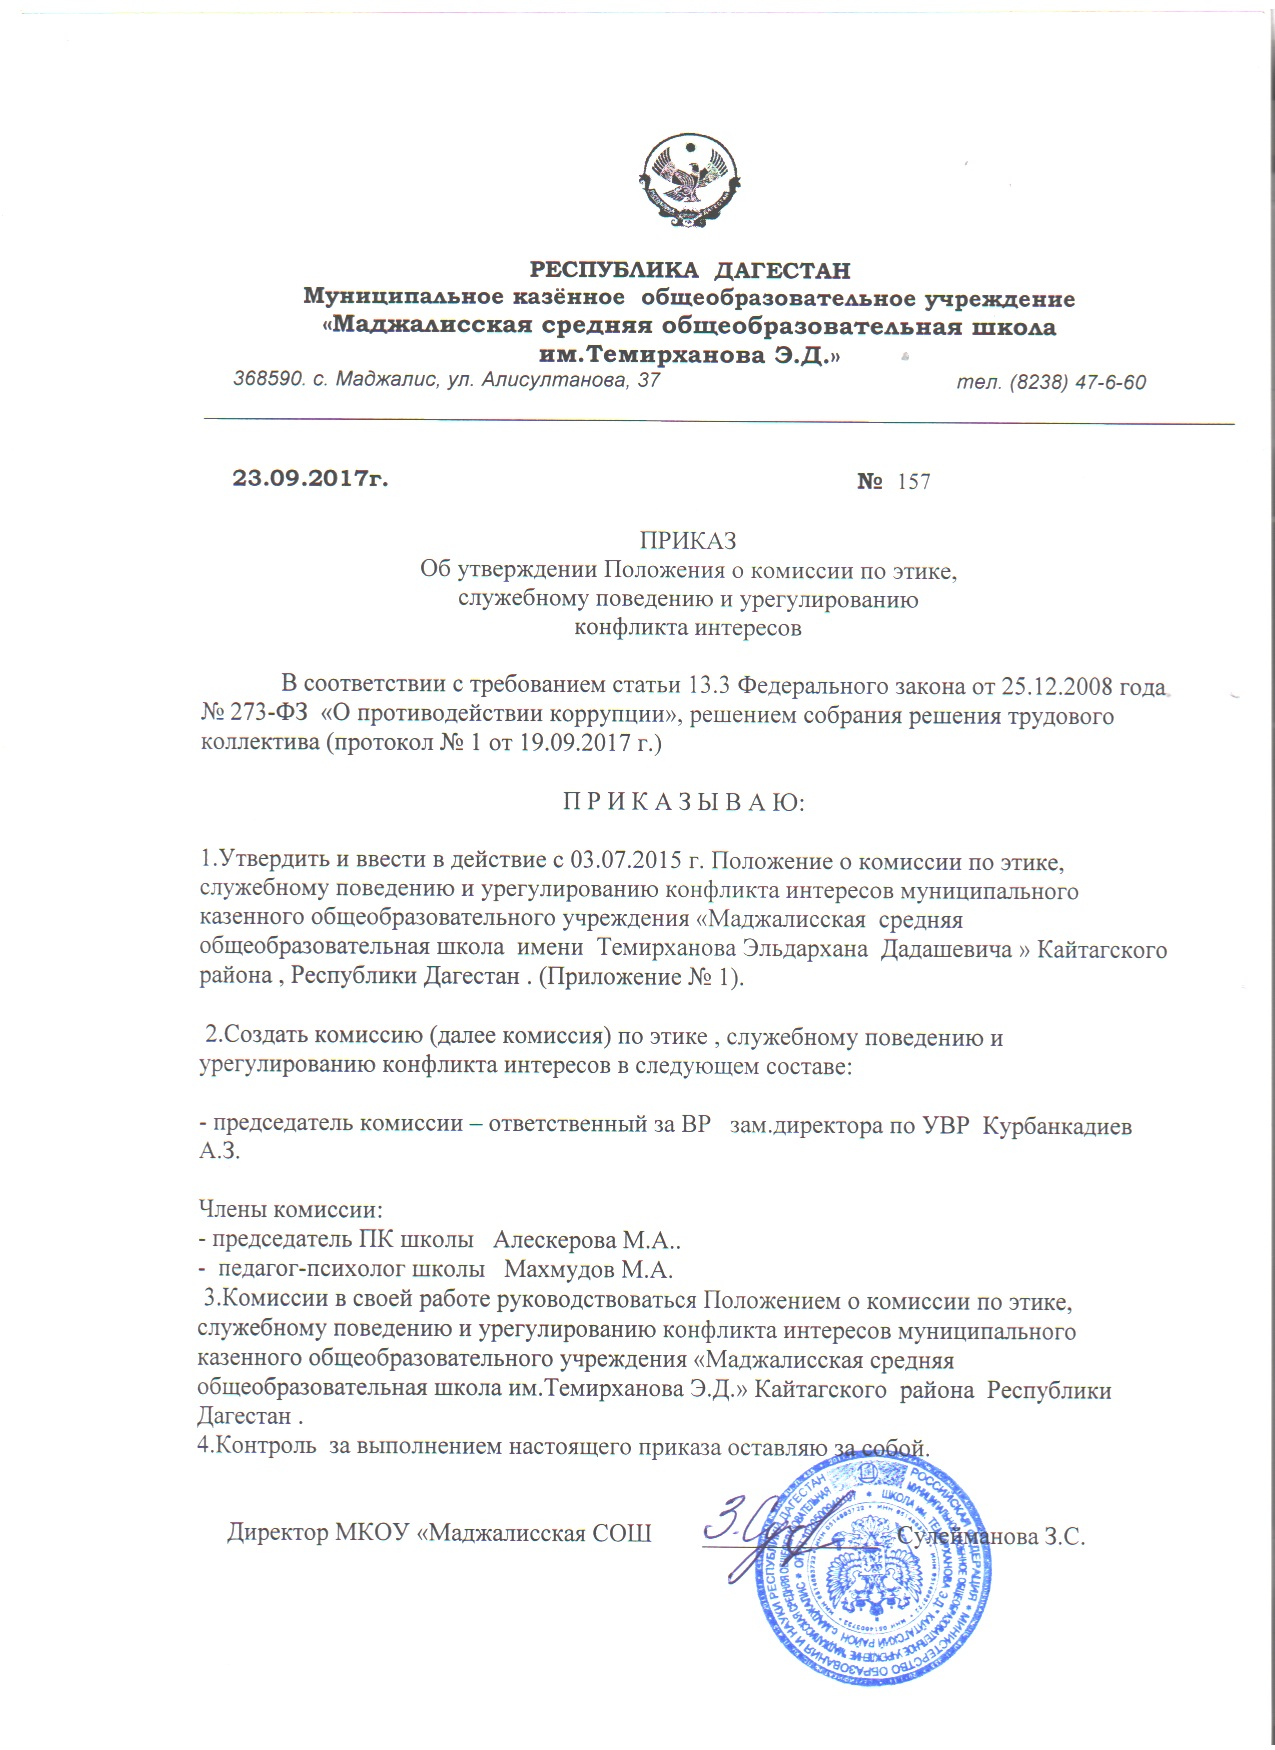 РЕСПУБЛИКА ДАГЕСТАН
Муниципальное казённое общеобразовательное учреждение
«Маджалисская средняя общеобразовательная школа
им.Темирханова Э.Д.»
368590. с. Маджалис, ул. Алисултанова, 37 тел. (8238) 47-6-60
23.09.2017г. № 157
ПРИКАЗ
Об утверждении Положения о комиссии по этике,
служебному поведению и урегулированию
конфликта интересов
В соответствии с требованием статьи 13.3 Федерального закона от 25.12.2008 года
№ 273-ФЗ «О противодействии коррупции», решением собрания решения трудового
коллектива (протокол № 1 от 19.09.2017 г.)
П Р И К А З Ы В А Ю:
1.Утвердить и ввести в действие с 03.07.2015 г. Положение о комиссии по этике,
служебному поведению и урегулированию конфликта интересов муниципального
казенного общеобразовательного учреждения «Маджалисская средняя
общеобразовательная школа имени Темирханова Эльдархана Дадашевича » Кайтагского
района , Республики Дагестан . (Приложение № 1).
2.Создать комиссию (далее комиссия) по этике , служебному поведению и
урегулированию конфликта интересов в следующем составе:
- председатель комиссии – ответственный за ВР зам.директора по УВР Курбанкадиев
А.З.
Члены комиссии:
- председатель ПК школы Алескерова М.А..
- педагог-психолог школы Махмудов М.А.
3.Комиссии в своей работе руководствоваться Положением о комиссии по этике,
служебному поведению и урегулированию конфликта интересов муниципального
казенного общеобразовательного учреждения «Маджалисская средняя
общеобразовательная школа им.Темирханова Э.Д.» Кайтагского района Республики
Дагестан .
4.Контроль за выполнением настоящего приказа оставляю за собой.
Директор МКОУ «Маджалисская СОШ Сулейманова З.С.
РОССИЙСКАЯ ФЕДЕРАЦИЯ • МИНИСТЕРСТВО ОБРАЗОВАНИЯ И НАУКИ РЕСПУБЛИКИ ДАГЕСТАН